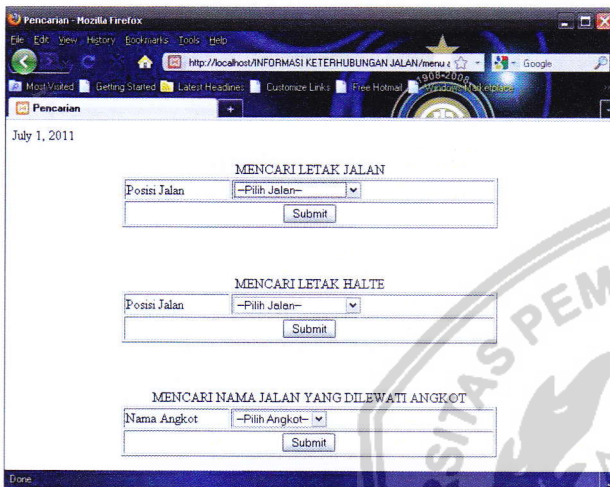 Pencarian - Mozilla Firefox
File Edit View History Bookmarks Tools Help
http://localhost/INFORMASI KETERHUBUNGAN JALAN/menu
Google
1908-2008
Most Visited Getting Started Latest Headlines Customize Links Free Hotmail Windows Marketplace
Pencarian
July 1, 2011
MENCARI LETAK JALAN
Posisi Jalan --Pilih Jalan--
Submit
MENCARI LETAK HALTE
Posisi Jalan --Pilih Jalan--
Submit
MENCARI NAMA JALAN YANG DILEWATI ANGKOT
Nama Angkot --Pilih Angkot--
Submit
Done